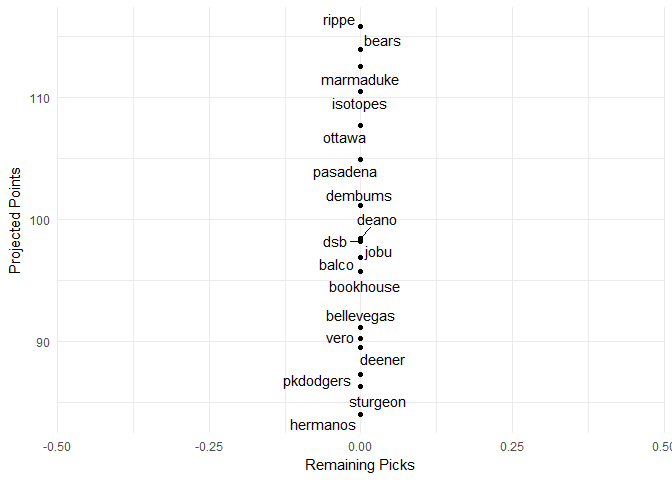 rippe
bears
marmaduke
110
isotopes
ottawa
pasadena
dembums
100
deano
dsb
jobu
balco
bookhouse
bellevegas
90
vero
deener
pkdodgers
sturgeon
hermanos
Projected Points
-0.50
-0.25
0.00
0.25
0.50
Remaining Picks